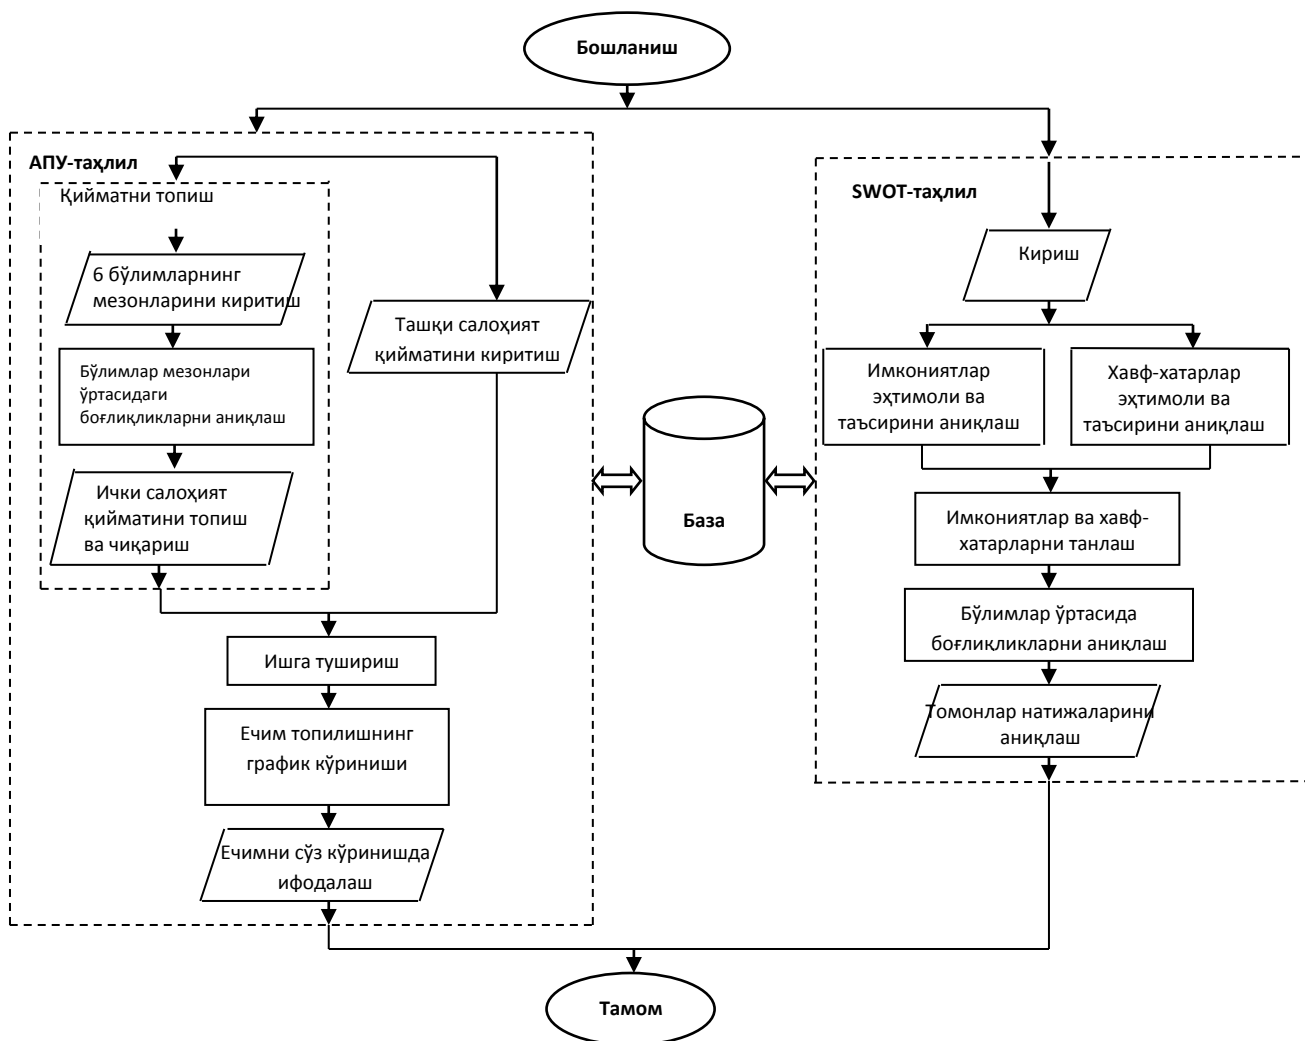 Бошланиш
АПУ-таҳлил
Қийматни топиш
6 бўлимларнинг
мезонларини киритиш
Бўлимлар мезонлари
ўртасидаги
боғлиқликларни аниқлаш
Ички салоҳият
қийматини топиш
ва чиқариш
Ташқи салоҳият
қийматини киритиш
Ишга тушириш
Ечим топилишнинг
график кўриниши
Ечимни сўз кўринишда
ифодалаш
База
SWOT-таҳлил
Кириш
Имкониятлар
эҳтимоли ва
таъсирини аниқлаш
Хавф-хатарлар
эҳтимоли ва
таъсирини аниқлаш
Имкониятлар ва хавф-
хатарларни танлаш
Бўлимлар ўртасида
боғлиқликларни аниқлаш
Томонлар натижаларини
аниқлаш
Тамом